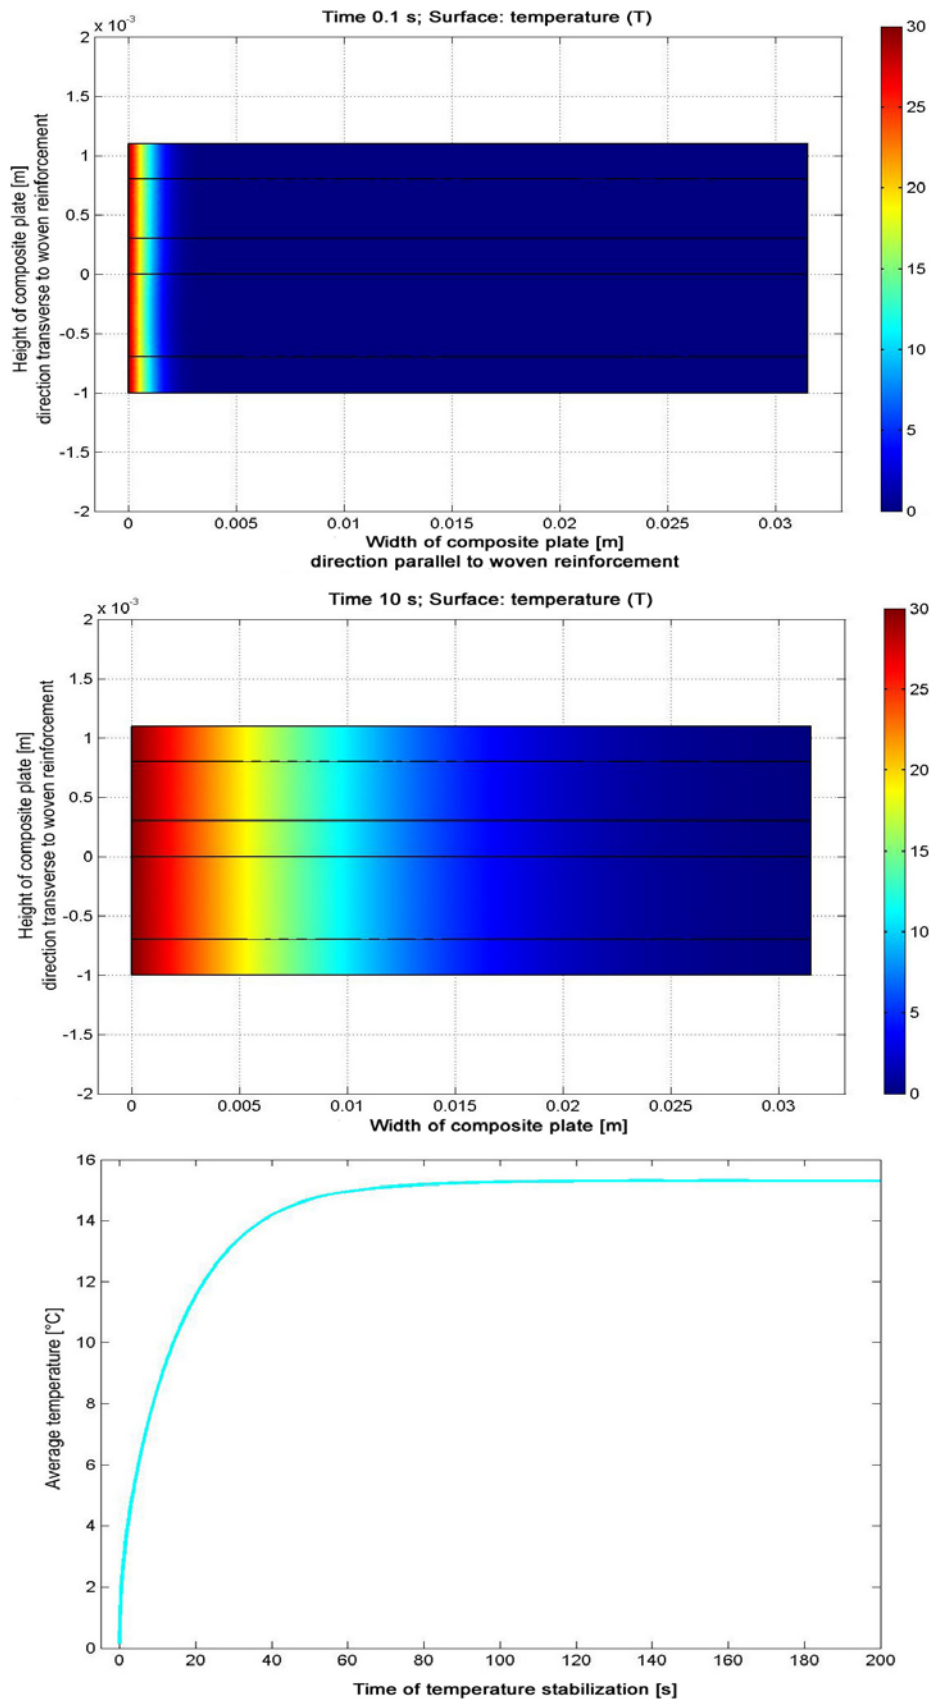 Time 0.1 s; Surface: temperature (T)
x 10-3
2
1.5
1
0.5
0
-0.5
-1
-1.5
-2
Height of composite plate [m]
direction transverse to woven reinforcement
0 0.005 0.01 0.015 0.02 0.025 0.03
Width of composite plate [m]
direction parallel to woven reinforcement
30
25
20
15
10
5
0
Time 10 s; Surface: temperature (T)
x 10-3
2
1.5
1
0.5
0
-0.5
-1
-1.5
-2
Height of composite plate [m]
direction transverse to woven reinforcement
0 0.005 0.01 0.015 0.02 0.025 0.03
Width of composite plate [m]
30
25
20
15
10
5
0
16
14
12
10
8
6
4
2
0
Average temperature [°C]
0 20 40 60 80 100 120 140 160 180 200
Time of temperature stabilization [s]